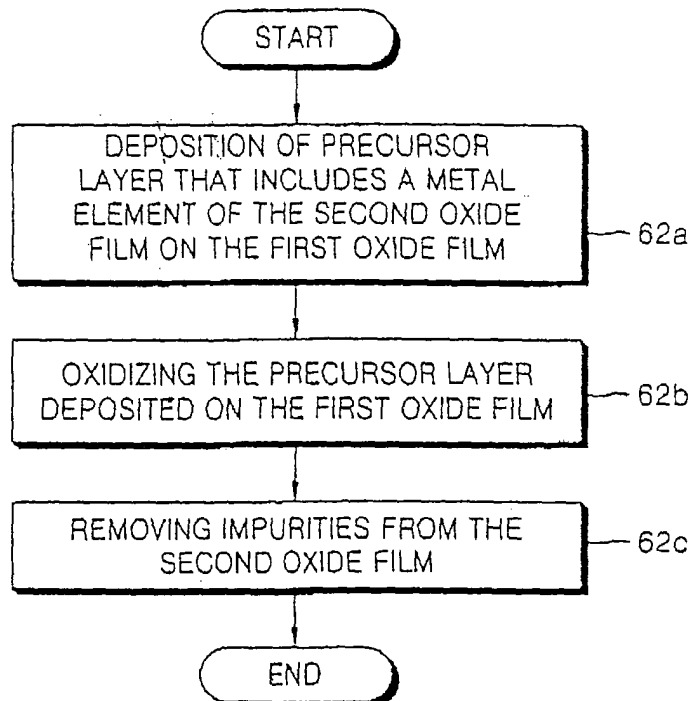 START
DEPOSITION OF PRECURSOR
LAYER THAT INCLUDES A METAL
ELEMENT OF THE SECOND OXIDE
FILM ON THE FIRST OXIDE FILM
62a
OXIDIZING THE PRECURSOR LAYER
DEPOSITED ON THE FIRST OXIDE FILM
62b
REMOVING IMPURITIES FROM THE
SECOND OXIDE FILM
62c
END